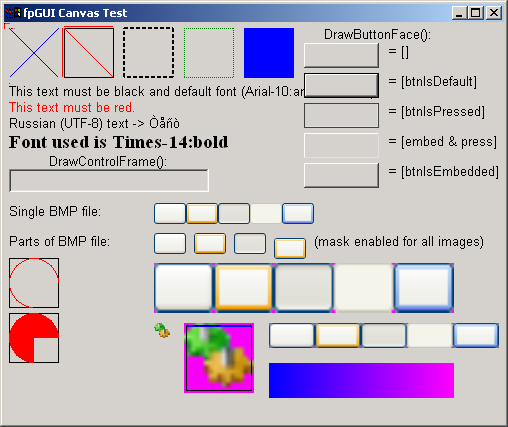 fpGUI Canvas Test
DrawButtonFace():
= []
= [btnIsDefault]
= [btnIsPressed]
= [embed & press]
= [btnIsEmbedded]
This text must be black and default font (Arial-10:an
This text must be red.
Russian (UTF-8) text -> Òåñò
Font used is Times-14:bold
DrawControlFrame():
Single BMP file:
Parts of BMP file:
(mask enabled for all images)